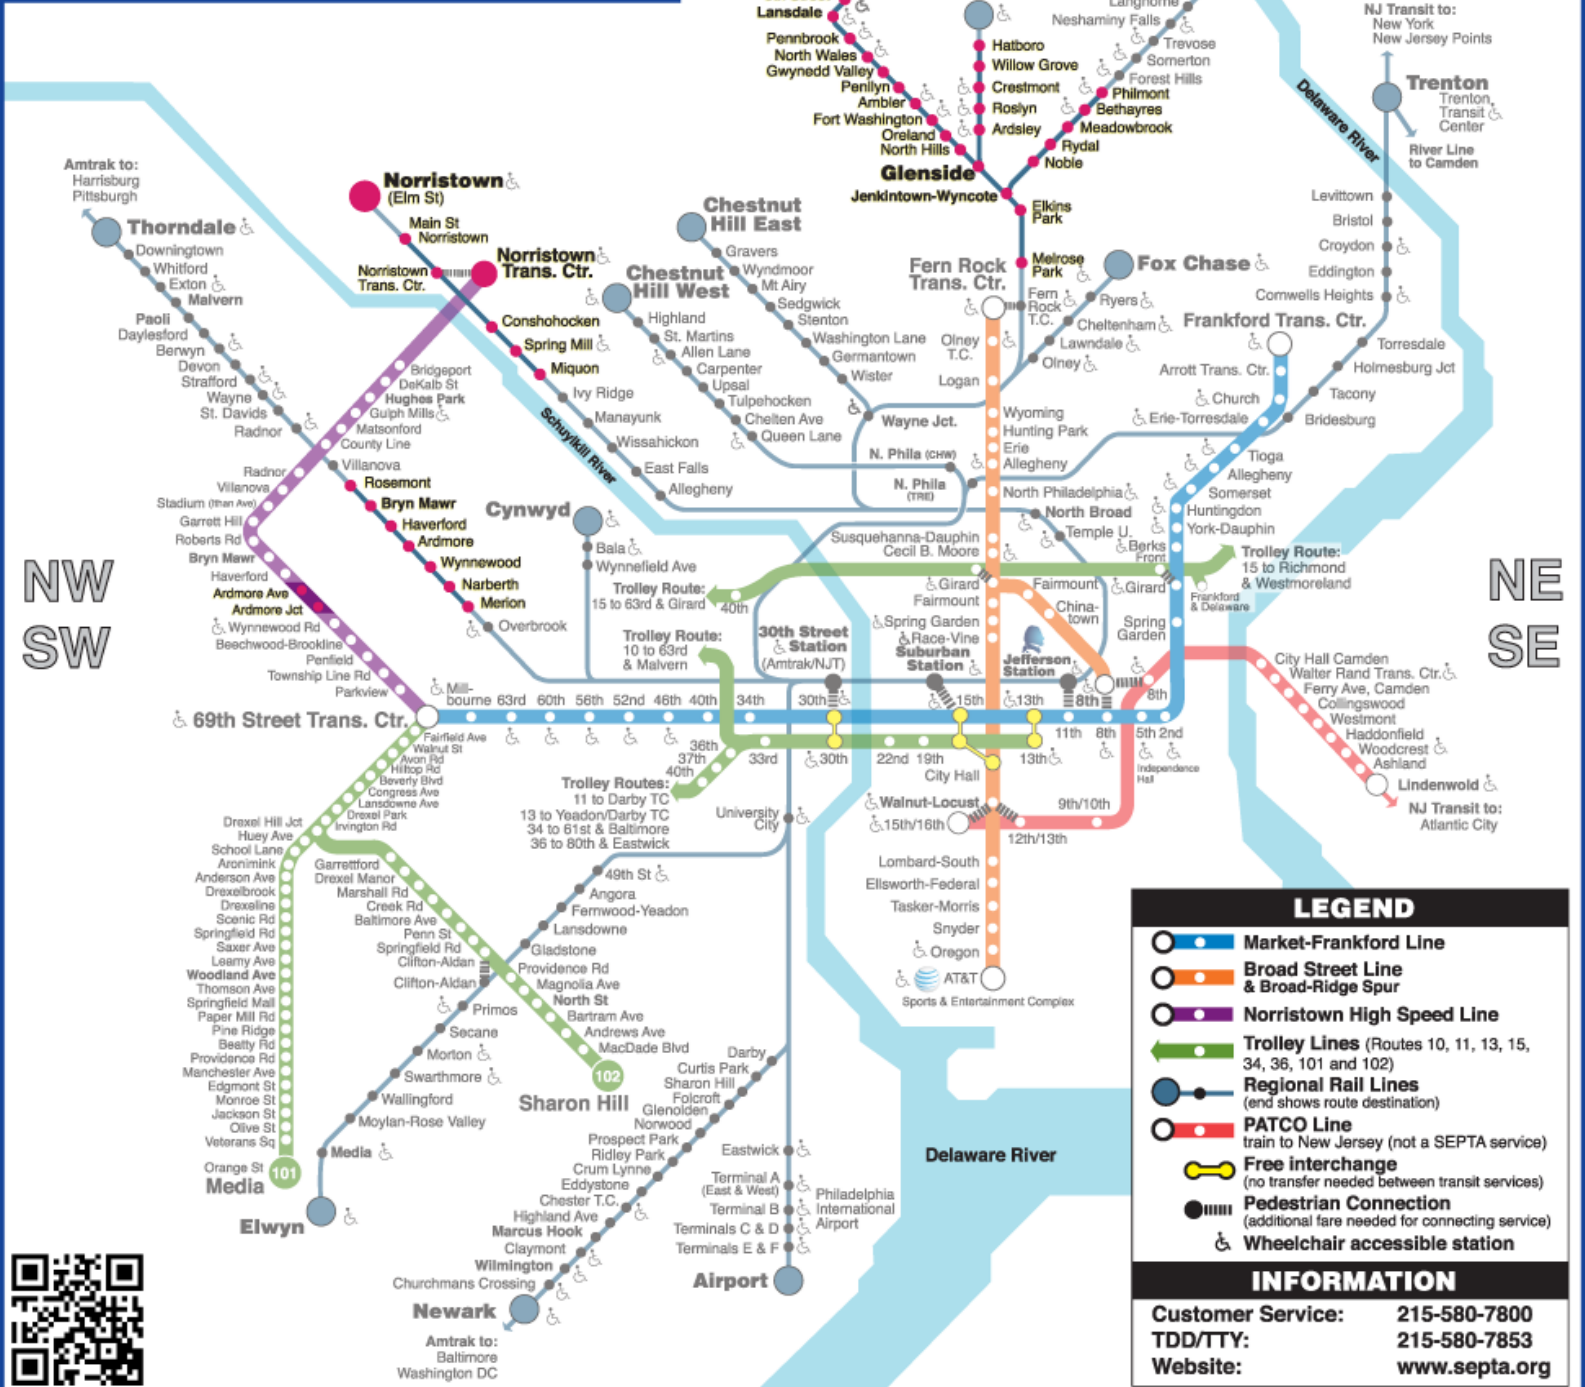 Lansdale
Pennbrook
North Wales
Gwynedd Valley
Penllyn
Ambler
Fort Washington
Oreland
North Hills
Glenside
Jenkintown-Wyncote
Hatboro
Willow Grove
Crestmont
Roslyn
Ardsley
Neshaminy Falls
Trevose
Somerton
Forest Hills
Philmont
Bethayres
Meadowbrook
Rydal
Noble
Elkins
Park
Melrose
Park
NJ Transit to:
New York
New Jersey Points
Trenton
Trenton
Transit
Center
River Line
to Camden
Delaware River
Levittown
Bristol
Croydon
Eddington
Cornwells Heights
Torresdale
Holmesburg Jct
Tacony
Bridesburg
Amtrak to:
Harrisburg
Pittsburgh
Thorndale
Downingtown
Whitford
Exton
Malvern
Paoli
Daylesford
Berwyn
Devon
Strafford
Wayne
St. Davids
Radnor
Villanova
Rosemont
Bryn Mawr
Haverford
Ardmore
Wynnewood
Narberth
Merion
Overbrook
Norristown
(Elm St)
Main St
Norristown
Norristown
Trans. Ctr.
Norristown
Trans. Ctr.
Conshohocken
Spring Mill
Miquon
Ivy Ridge
Manayunk
Wissahickon
East Falls
Allegheny
Schuylkill River
Bridgeport
DeKalb St
Hughes Park
Gulph Mills
Matsonford
County Line
Radnor
Villanova
Stadium (Ithan Ave)
Garrett Hill
Roberts Rd
Bryn Mawr
Haverford
Ardmore Ave
Ardmore Jct
Wynnewood Rd
Beechwood-Brookline
Penfield
Township Line Rd
Parkview
69th Street Trans. Ctr.
Chestnut
Hill East
Gravers
Wyndmoor
Mt Airy
Sedgwick
Stenton
Washington Lane
Germantown
Wister
Wayne Jct.
Chestnut
Hill West
Highland
St. Martins
Allen Lane
Carpenter
Upsal
Tulpehocken
Chelten Ave
Queen Lane
N. Phila (CHW)
N. Phila
(TRE)
Cynwyd
Bala
Wynnefield Ave
Fern Rock
Trans. Ctr.
Fern
Rock
T.C.
Fox Chase
Ryers
Cheltenham
Lawndale
Olney
Olney
T.C.
Logan
Wyoming
Hunting Park
Erie
Allegheny
North Philadelphia
North Broad
Temple U.
Susquehanna-Dauphin
Cecil B. Moore
Girard
Fairmount
Fairmount
China-
town
Spring Garden
Race-Vine
Frankford Trans. Ctr.
Arrott Trans. Ctr.
Church
Erie-Torresdale
Tioga
Allegheny
Somerset
Huntingdon
York-Dauphin
Berks
Front
Girard
Spring
Garden
Frankford
& Delaware
Trolley Route:
15 to Richmond
& Westmoreland
Trolley Route:
15 to 63rd & Girard
40th
Trolley Route:
10 to 63rd
& Malvern
NW
SW
NE
SE
30th Street
Station
(Amtrak/NJT)
Suburban
Station
Jefferson
Station
Mill-
bourne
63rd
60th
56th
52nd
46th
40th
34th
30th
15th
13th
8th
8th
11th
8th
5th
2nd
Independence
Hall
36th
37th
40th
33rd
30th
22nd
19th
13th
City Hall
Trolley Routes:
11 to Darby TC
13 to Yeadon/Darby TC
34 to 61st & Baltimore
36 to 80th & Eastwick
University
City
Walnut-Locust
15th/16th
12th/13th
9th/10th
Lombard-South
Ellsworth-Federal
Tasker-Morris
Snyder
Oregon
AT&T
Sports & Entertainment Complex
City Hall Camden
Walter Rand Trans. Ctr.
Ferry Ave, Camden
Collingswood
Westmont
Haddonfield
Woodcrest
Ashland
Lindenwold
NJ Transit to:
Atlantic City
Fairfield Ave
Walnut St
Avon Rd
Hilltop Rd
Beverly Blvd
Congress Ave
Lansdowne Ave
Drexel Park
Irvington Rd
Drexel Hill Jct
Huey Ave
School Lane
Aronimink
Anderson Ave
Drexelbrook
Drexeline
Scenic Rd
Springfield Rd
Saxer Ave
Leamy Ave
Woodland Ave
Thomson Ave
Springfield Mall
Paper Mill Rd
Pine Ridge
Beatty Rd
Providence Rd
Manchester Ave
Edgmont St
Monroe St
Jackson St
Olive St
Veterans Sq
Orange St
Media
101
Garrettford
Drexel Manor
Marshall Rd
Creek Rd
Baltimore Ave
Penn St
Springfield Rd
Clifton-Aldan
Clifton-Aldan
Providence Rd
Magnolia Ave
North St
Bartram Ave
Andrews Ave
MacDade Blvd
102
Sharon Hill
49th St
Angora
Fernwood-Yeadon
Lansdowne
Gladstone
Primos
Secane
Morton
Swarthmore
Wallingford
Moylan-Rose Valley
Media
Elwyn
Darby
Curtis Park
Sharon Hill
Folcroft
Glenolden
Norwood
Prospect Park
Ridley Park
Crum Lynne
Eddystone
Chester T.C.
Highland Ave
Marcus Hook
Claymont
Wilmington
Churchmans Crossing
Newark
Amtrak to:
Baltimore
Washington DC
Eastwick
Terminal A
(East & West)
Terminal B
Terminals C & D
Terminals E & F
Philadelphia
International
Airport
Airport
Delaware River
LEGEND
Market-Frankford Line
Broad Street Line
& Broad-Ridge Spur
Norristown High Speed Line
Trolley Lines (Routes 10, 11, 13, 15,
34, 36, 101 and 102)
Regional Rail Lines
(end shows route destination)
PATCO Line
train to New Jersey (not a SEPTA service)
Free interchange
(no transfer needed between transit services)
Pedestrian Connection
(additional fare needed for connecting service)
Wheelchair accessible station
INFORMATION
Customer Service: 215-580-7800
TDD/TTY: 215-580-7853
Website: www.septa.org